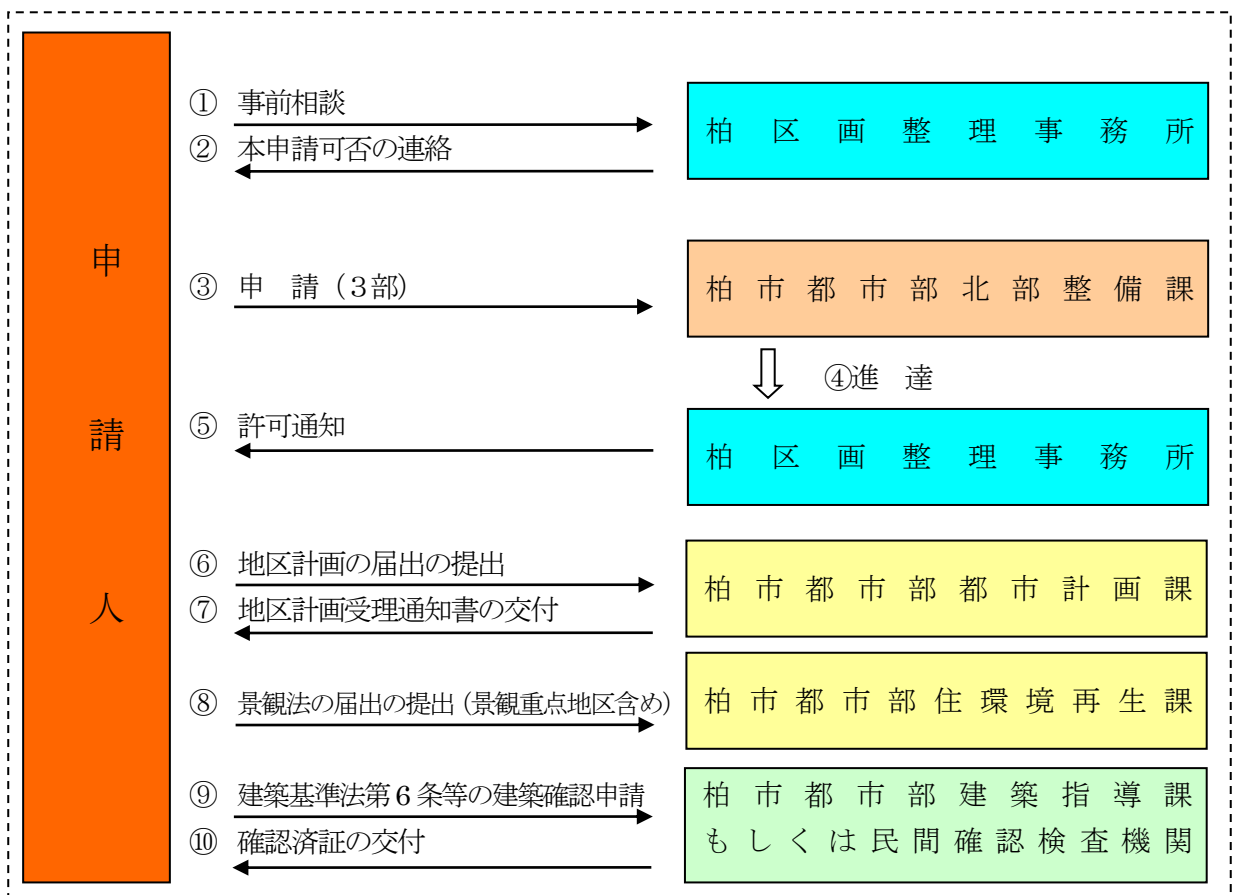 申請人
① 事前相談
② 本申請可否の連絡
柏区画整理事務所
③ 申 請（３部）
柏市都市部北部整備課
④進 達
⑤ 許可通知
柏区画整理事務所
⑥ 地区計画の届出の提出
⑦ 地区計画受理通知書の交付
柏市都市部都市計画課
⑧ 景観法の届出の提出（景観重点地区含め）
柏市都市部住環境再生課
⑨ 建築基準法第６条等の建築確認申請
⑩ 確認済証の交付
柏市都市部建築指導課
もしくは民間確認検査機関